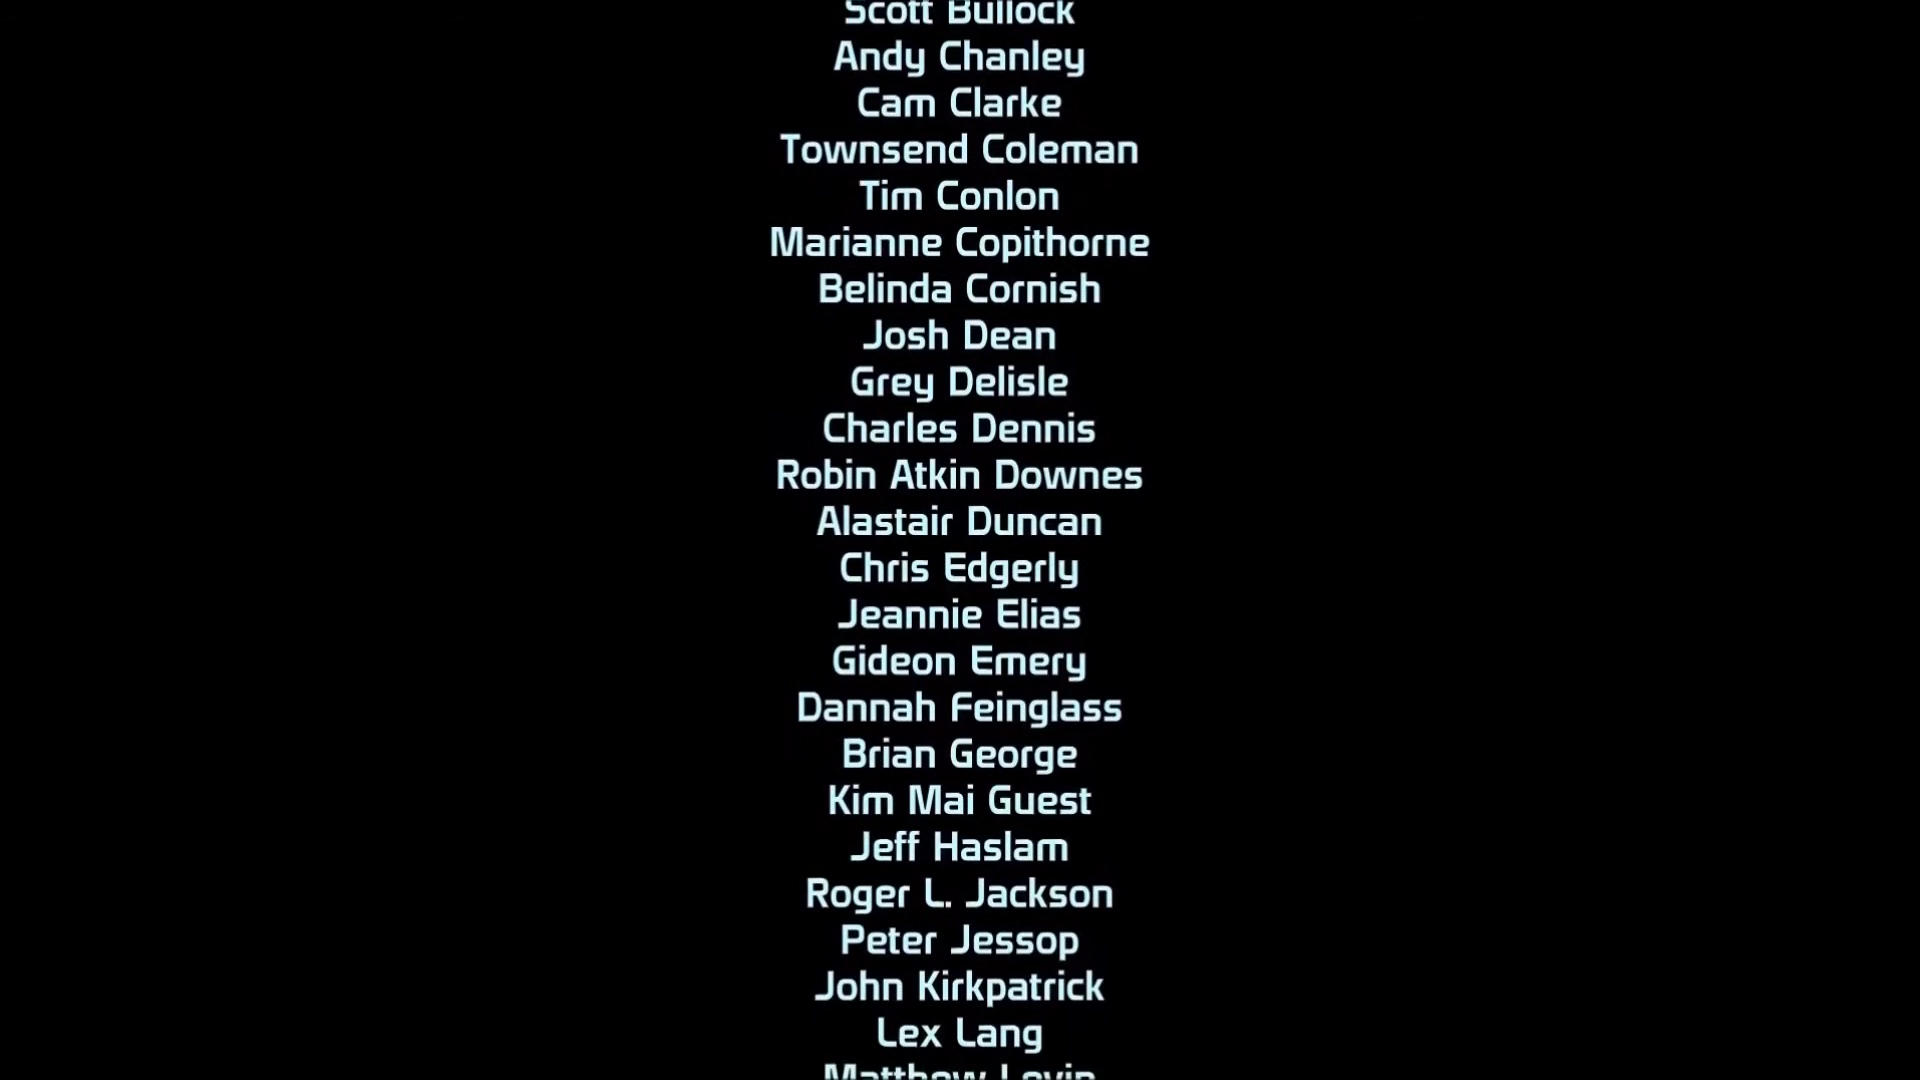 Scott Bullock
Andy Chanley
Cam Clarke
Townsend Coleman
Tim Conlon
Marianne Copithorne
Belinda Cornish
Josh Dean
Grey Delisle
Charles Dennis
Robin Atkin Downes
Alastair Duncan
Chris Edgerly
Jeannie Elias
Gideon Emery
Dannah Feinglass
Brian George
Kim Mai Guest
Jeff Haslam
Roger L. Jackson
Peter Jessop
John Kirkpatrick
Lex Lang
Matthew Levin